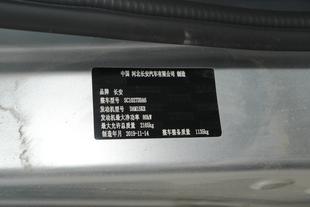 中国 河北长安汽车有限公司 制造
品牌 长安
整车型号 SC1027DDA6
发动机型号 DAM15KR
发动机最大净功率 80kW
最大允许总质量 2165kg
制造年月 2019-11-14 整车整备质量 1135kg